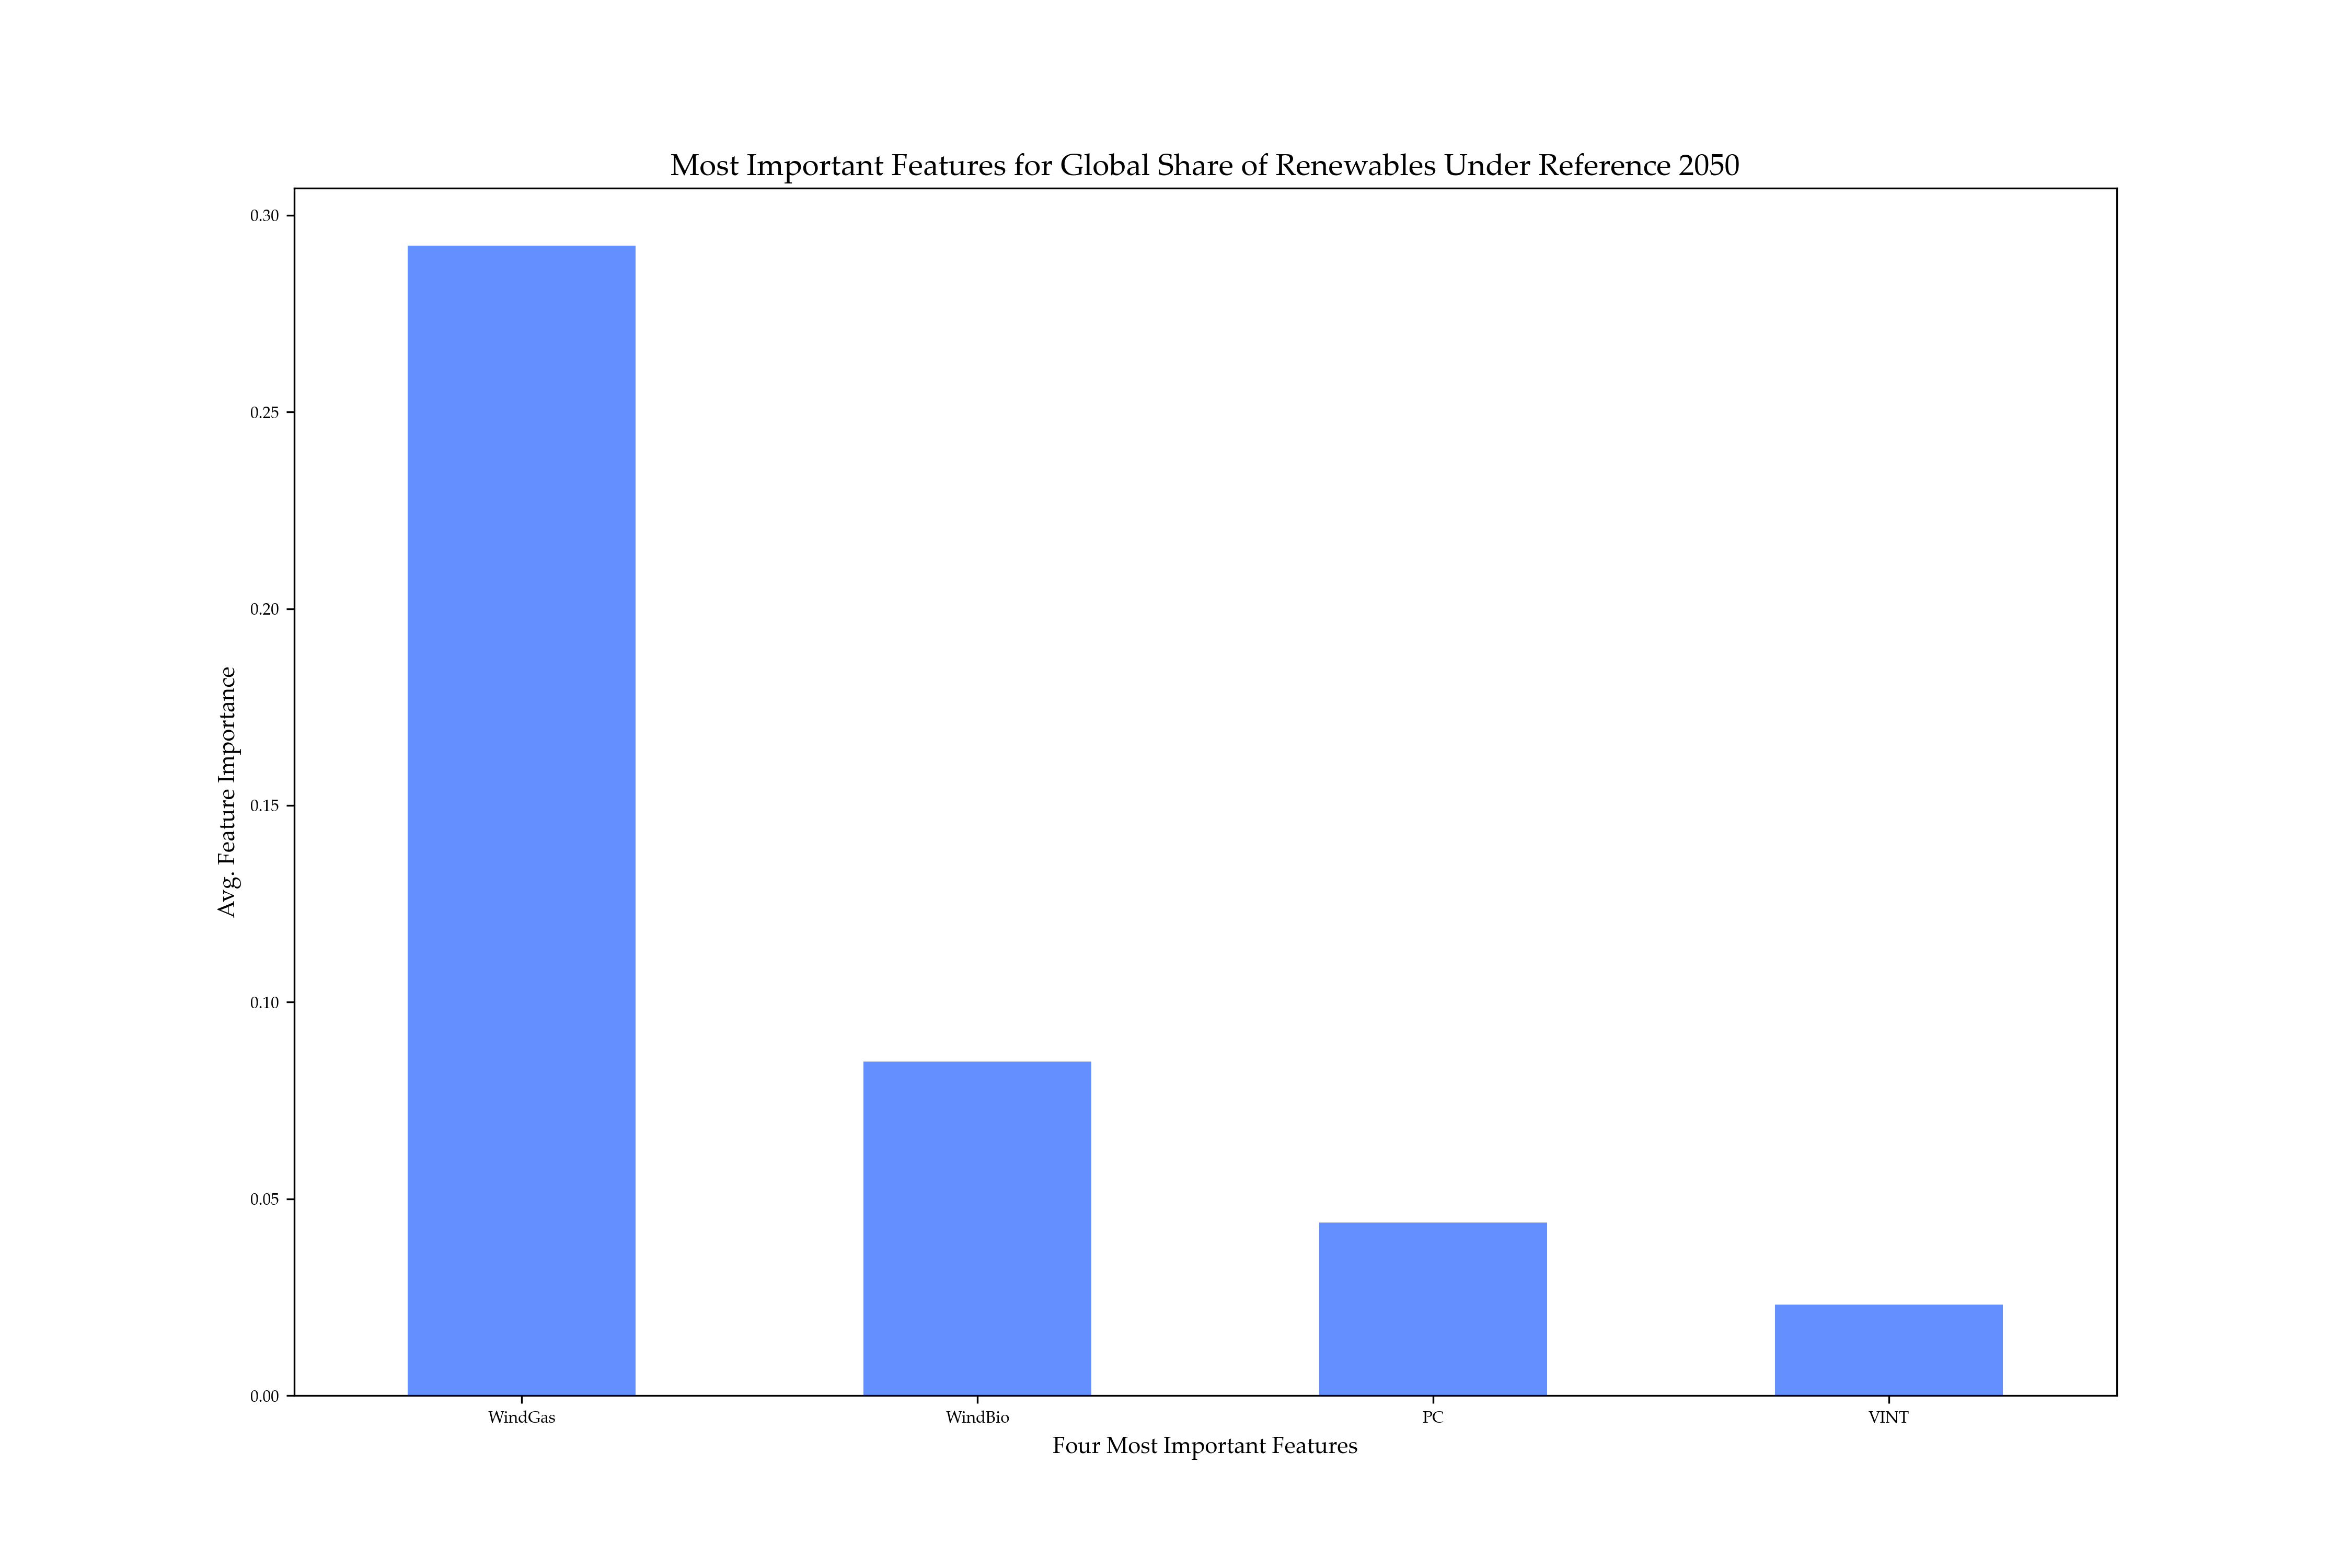 Most Important Features for Global Share of Renewables Under Reference 2050
0.30
0.25
0.20
0.15
0.10
0.05
0.00
Avg. Feature Importance
WindGas
WindBio
PC
VINT
Four Most Important Features